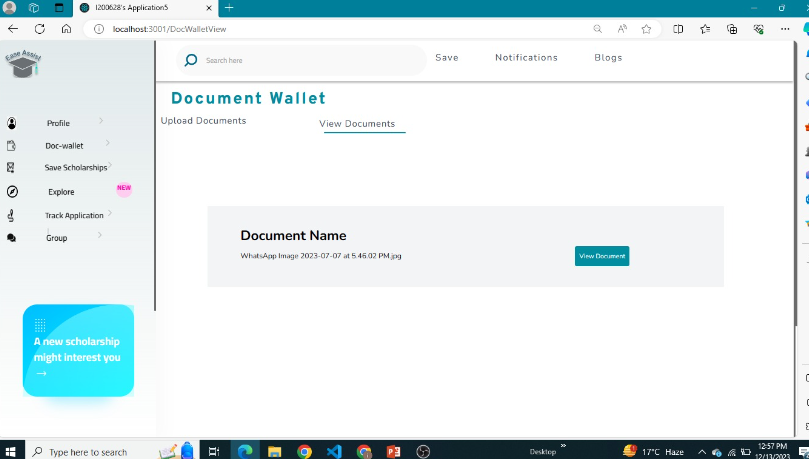 I200628's Application5
localhost:3001/DocWalletView
Ease Assist
Search here
Save
Notifications
Blogs
Document Wallet
Upload Documents
View Documents
Profile
Doc-wallet
Save Scholarships
Explore
NEW
Track Application
Group
Document Name
WhatsApp Image 2023-07-07 at 5.46.02 PM.jpg
View Document
A new scholarship
might interest you
Type here to search
Desktop
17°C Haze
12:57 PM
12/13/2023